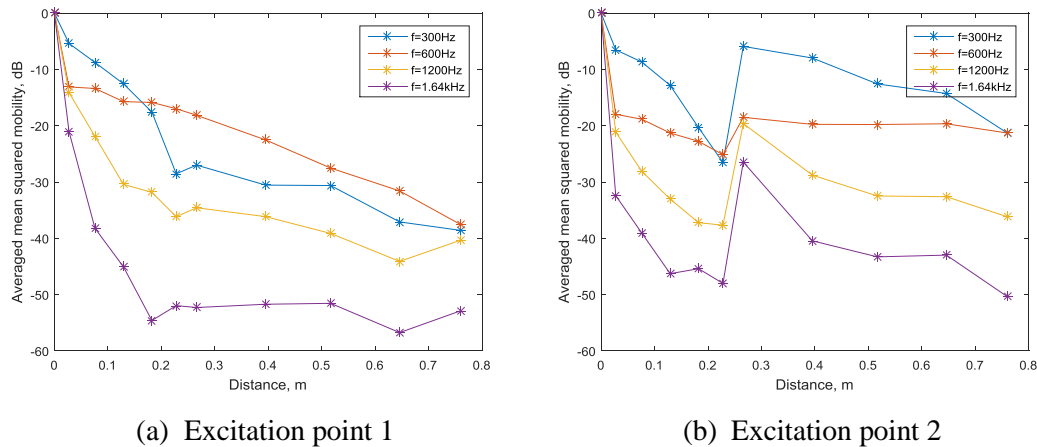 0
-10
-20
-30
-40
-50
-60
Averaged mean squared mobility, dB
f=300Hz
f=600Hz
f=1200Hz
f=1.64kHz
0 0.1 0.2 0.3 0.4 0.5 0.6 0.7 0.8
Distance, m
(a) Excitation point 1
0
-10
-20
-30
-40
-50
-60
Averaged mean squared mobility, dB
f=300Hz
f=600Hz
f=1200Hz
f=1.64kHz
0 0.1 0.2 0.3 0.4 0.5 0.6 0.7 0.8
Distance, m
(b) Excitation point 2